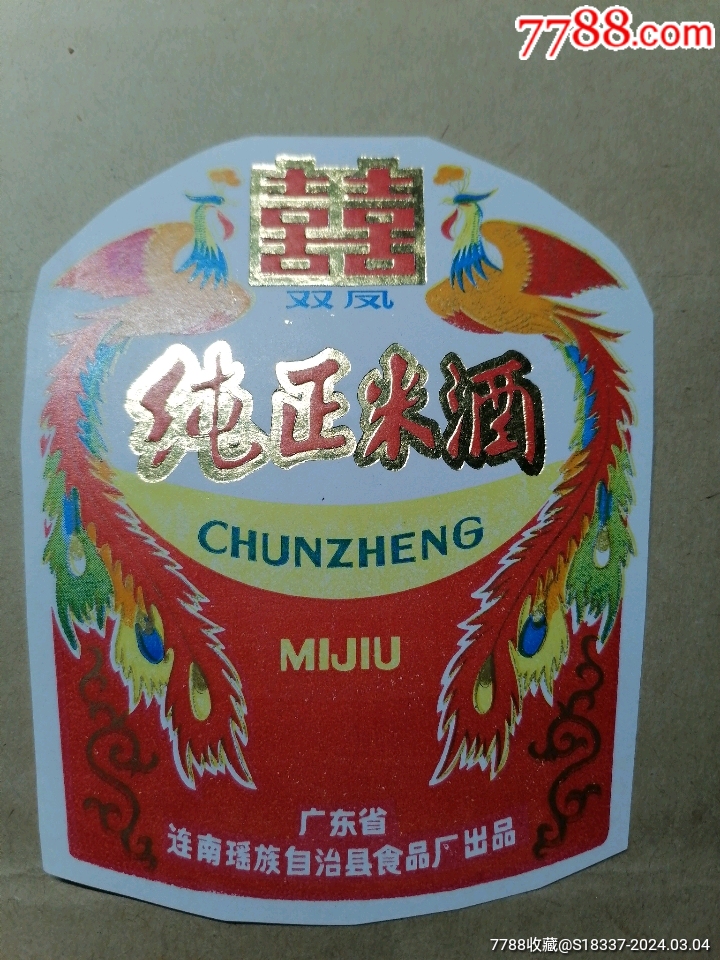 7788.com
囍
双凤
纯正米酒
CHUNZHENG
MIJIU
广东省
连南瑶族自治县食品厂出品
7788收藏@S18337-2024.03.04